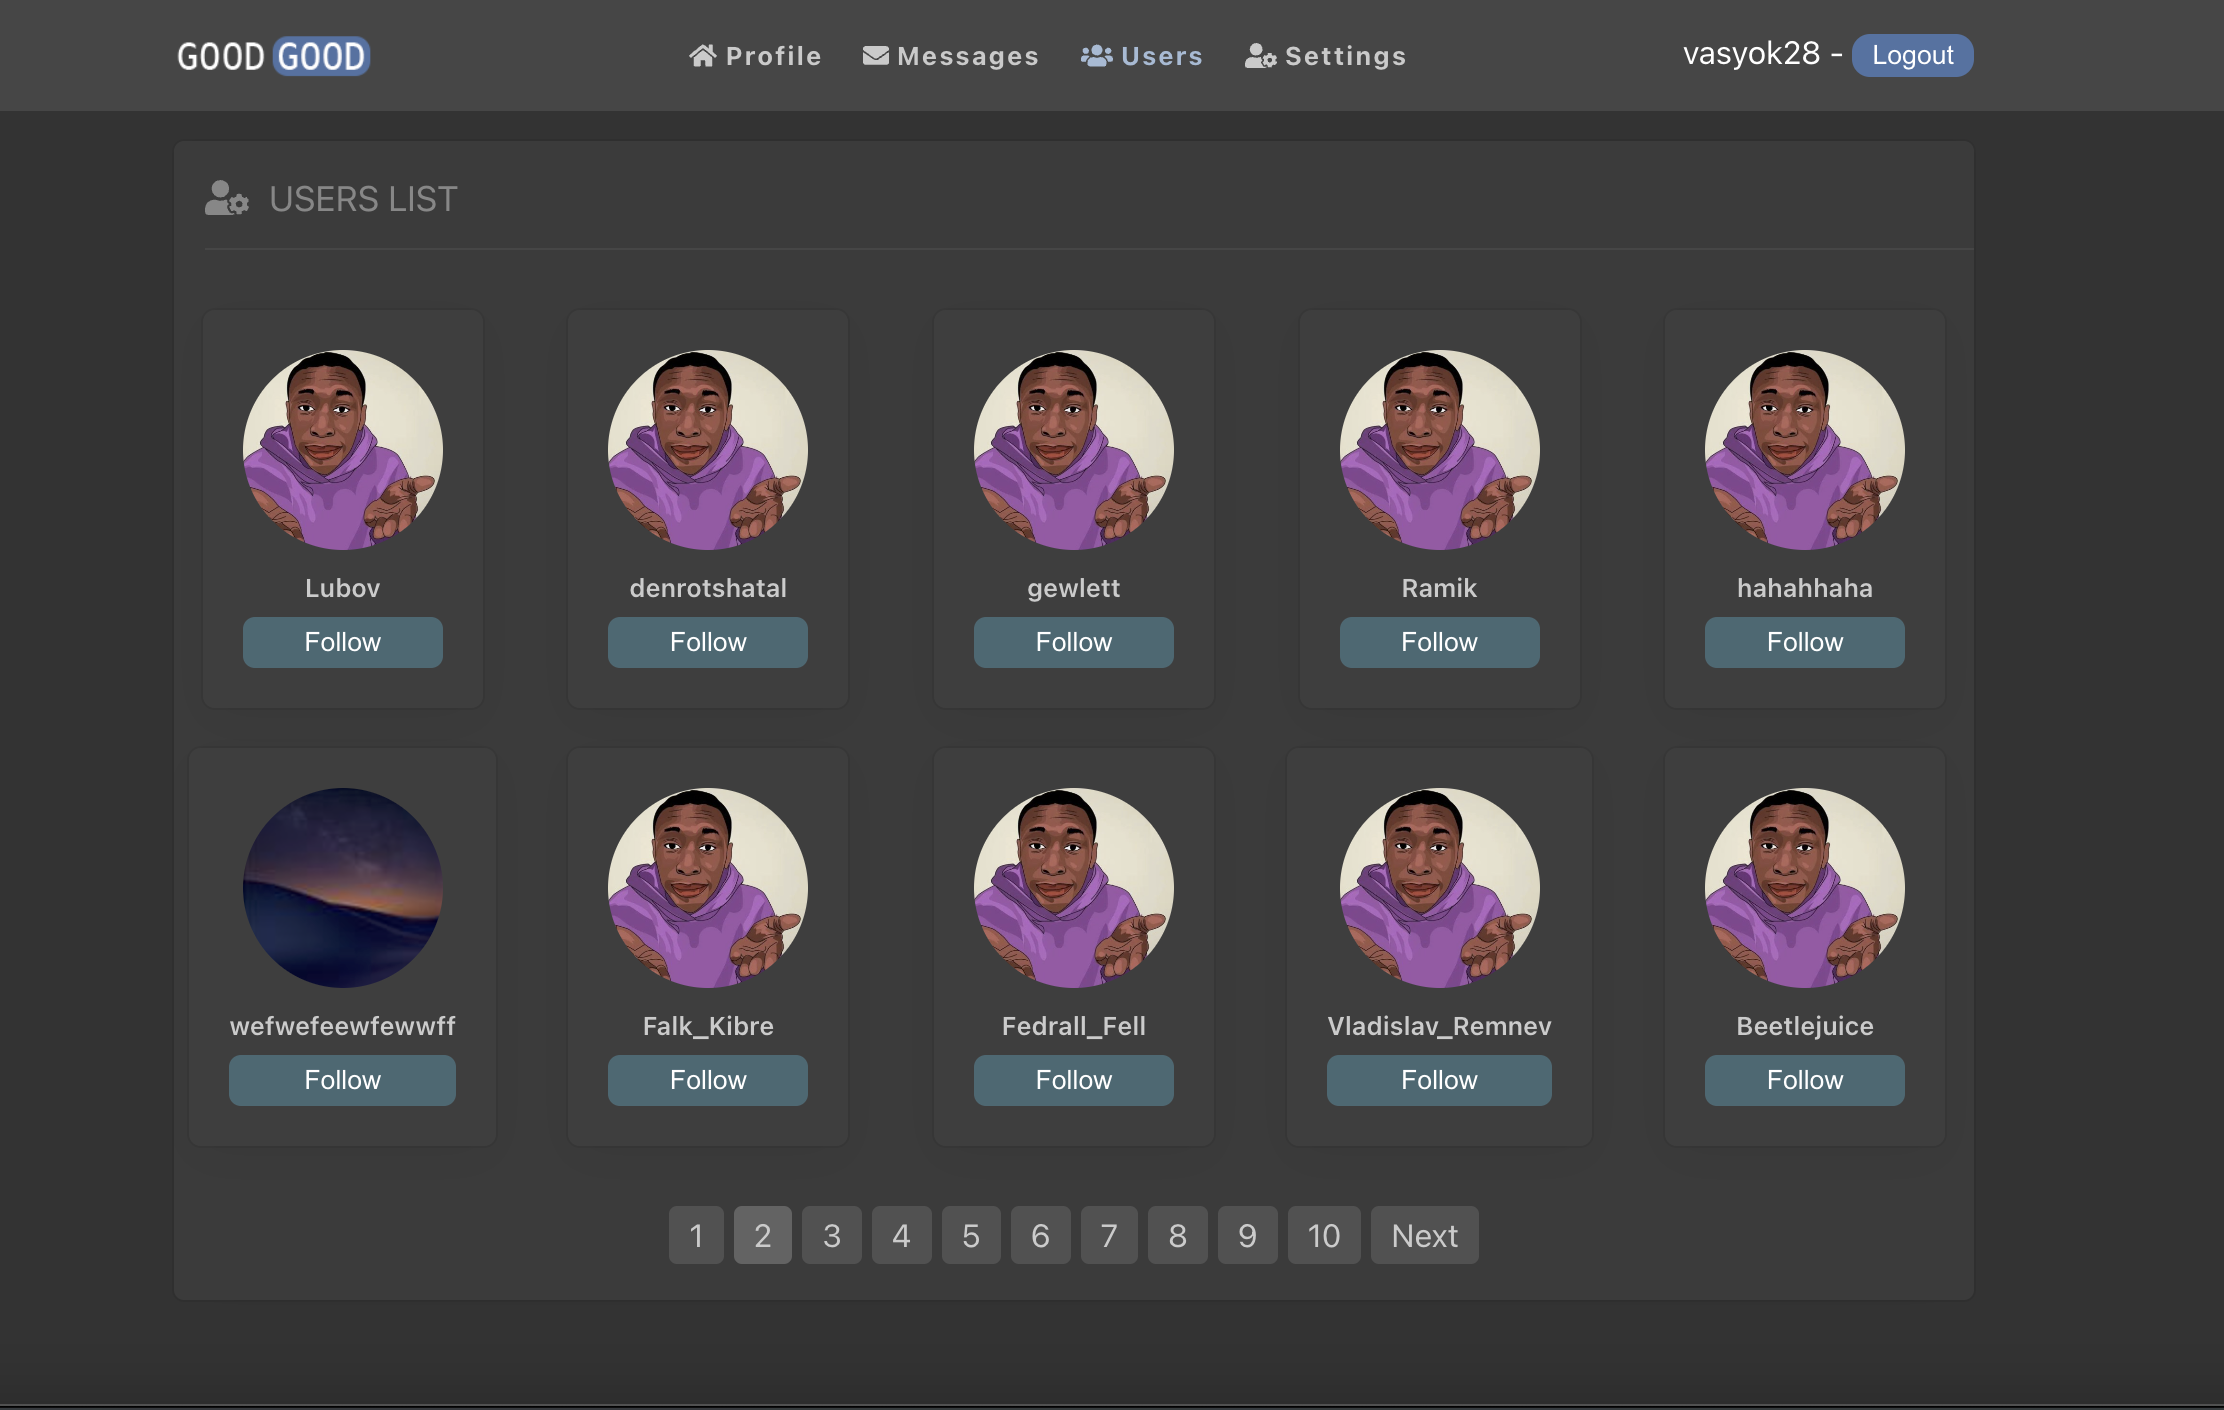 GOOD GOOD
Profile
Messages
Users
Settings
vasyok28 - Logout
USERS LIST
Lubov
Follow
denrotshatal
Follow
gewlett
Follow
Ramik
Follow
hahahhaha
Follow
wefwefeewfewwff
Follow
Falk_Kibre
Follow
Fedrall_Fell
Follow
Vladislav_Remnev
Follow
Beetlejuice
Follow
1 2 3 4 5 6 7 8 9 10 Next